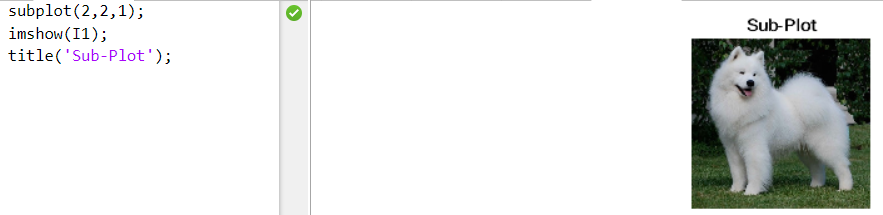 subplot(2,2,1);
imshow(I1);
title('Sub-Plot');
Sub-Plot